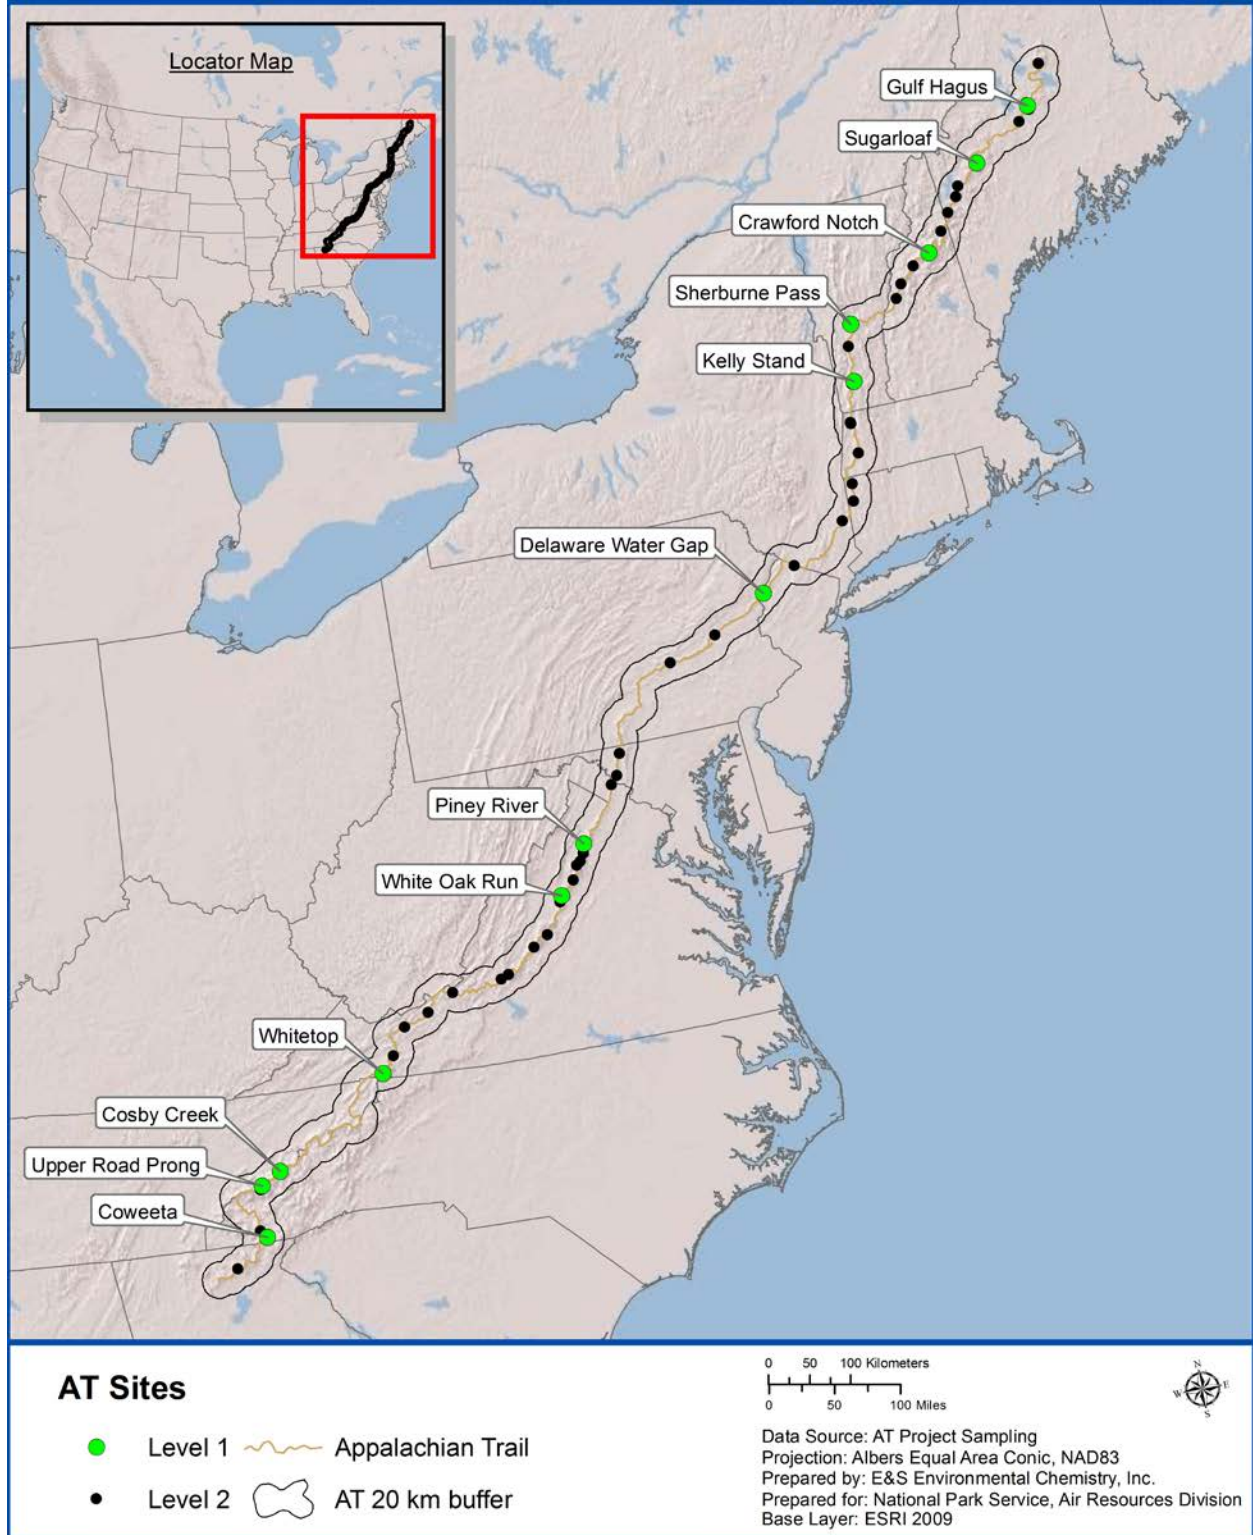 Locator Map
Gulf Hagus
Sugarloaf
Crawford Notch
Sherburne Pass
Kelly Stand
Delaware Water Gap
Piney River
White Oak Run
Whitetop
Cosby Creek
Upper Road Prong
Coweeta
AT Sites
Level 1
Appalachian Trail
Level 2
AT 20 km buffer
0 50 100 Kilometers
0 50 100 Miles
N
W E
S
Data Source: AT Project Sampling
Projection: Albers Equal Area Conic, NAD83
Prepared by: E&S Environmental Chemistry, Inc.
Prepared for: National Park Service, Air Resources Division
Base Layer: ESRI 2009